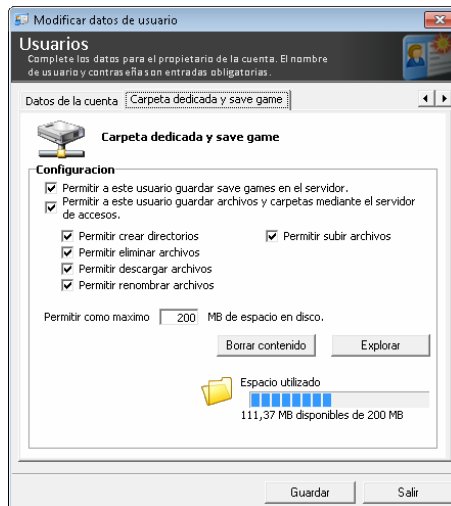 Modificar datos de usuario
Usuarios
Complete los datos para el propietario de la cuenta. El nombre
de usuario y contraseña son entradas obligatorias.
Datos de la cuenta
Carpeta dedicada y save game
Carpeta dedicada y save game
Configuracion
Permitir a este usuario guardar save games en el servidor.
Permitir a este usuario guardar archivos y carpetas mediante el servidor
de accesos.
Permitir crear directorios
Permitir subir archivos
Permitir eliminar archivos
Permitir descargar archivos
Permitir renombrar archivos
Permitir como maximo 200 MB de espacio en disco.
Borrar contenido
Explorar
Espacio utilizado
111,37 MB disponibles de 200 MB
Guardar
Salir